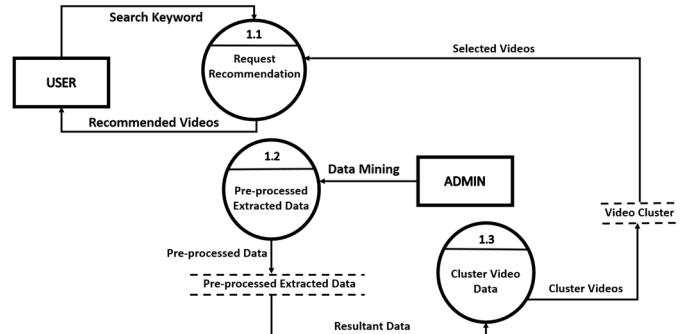 Search Keyword
1.1
Request
Recommendation
Selected Videos
USER
Recommended Videos
1.2
Pre-processed
Extracted Data
Data Mining
ADMIN
Video Cluster
Pre-processed Data
1.3
Cluster Video
Data
Pre-processed Extracted Data
Cluster Videos
Resultant Data